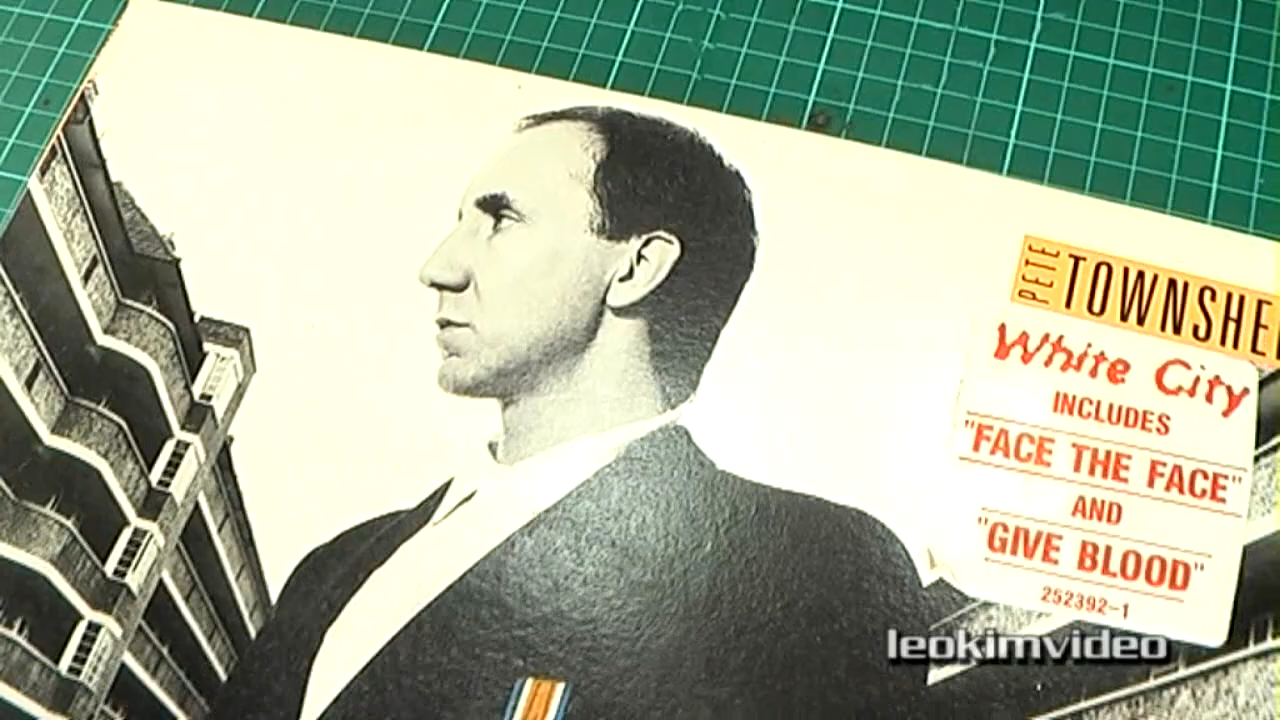 PETE
TOWNSHE
White City
INCLUDES
"FACE THE FACE"
AND
"GIVE BLOOD"
252392-1
leokimvideo